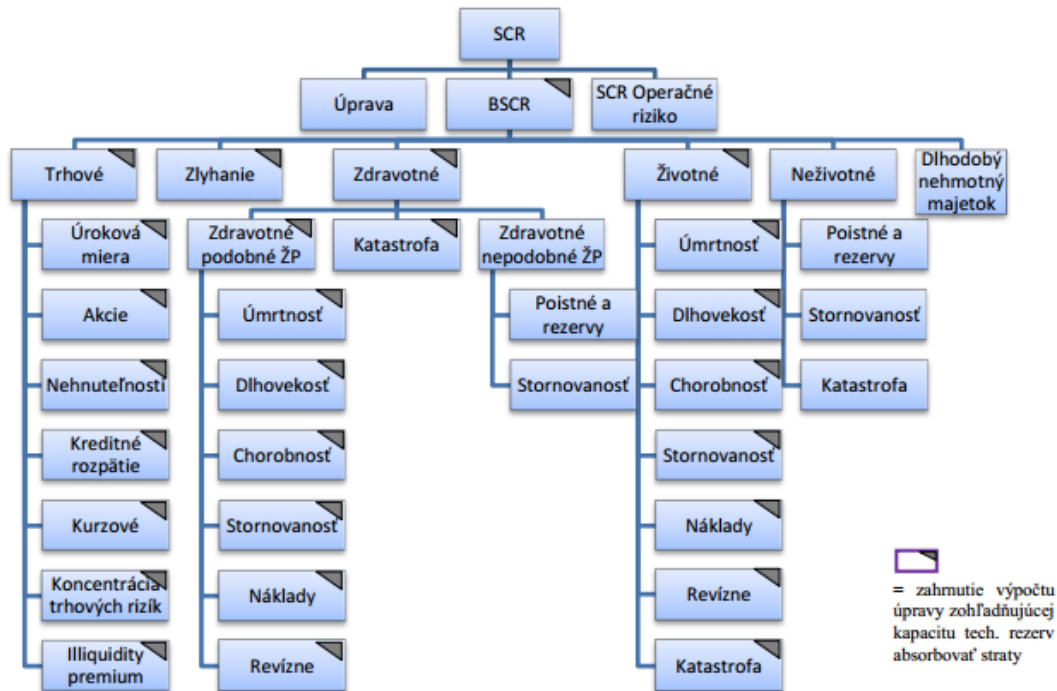 SCR
Úprava
BSCR
SCR Operačné
riziko
Trhové
Zlyhanie
Zdravotné
Životné
Neživotné
Dlhodobý
nehmotný
majetok
Úroková
miera
Akcie
Nehnuteľnosti
Kreditné
rozpätie
Kurzové
Koncentrácia
trhových rizík
Illiquidity
premium
Zdravotné
podobné ŽP
Úmrtnosť
Dlhovekosť
Chorobnosť
Stornovanosť
Náklady
Revízne
Katastrofa
Zdravotné
nepodobné ŽP
Poistné a
rezervy
Stornovanosť
Úmrtnosť
Dlhovekosť
Chorobnosť
Stornovanosť
Náklady
Revízne
Katastrofa
Poistné a
rezervy
Stornovanosť
Katastrofa
= zahrnutie výpočtu
úpravy zohľadňujúcej
kapacitu tech. rezerv
absorbovať straty